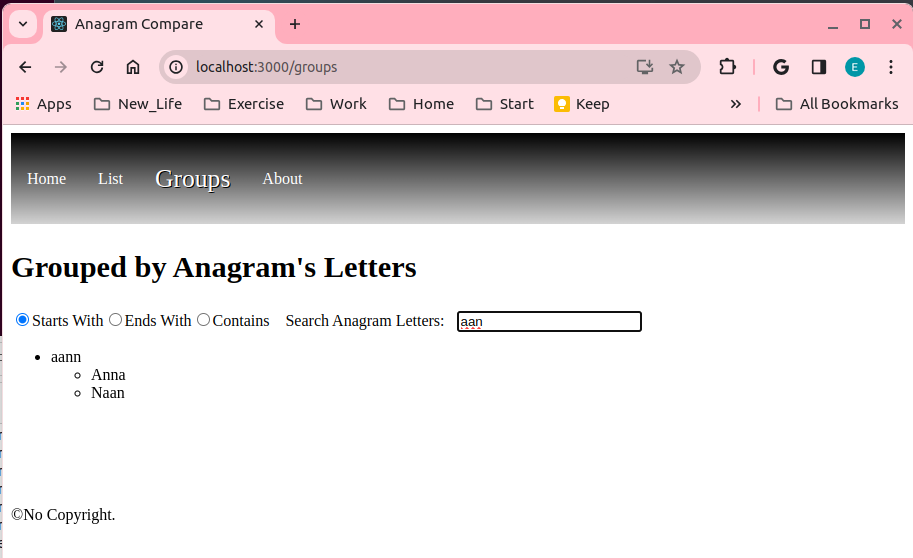 Anagram Compare
localhost:3000/groups
E
Apps New_Life Exercise Work Home Start Keep » All Bookmarks
Home List Groups About
Grouped by Anagram's Letters
Starts With Ends With Contains Search Anagram Letters: aan
aann
Anna
Naan
©No Copyright.